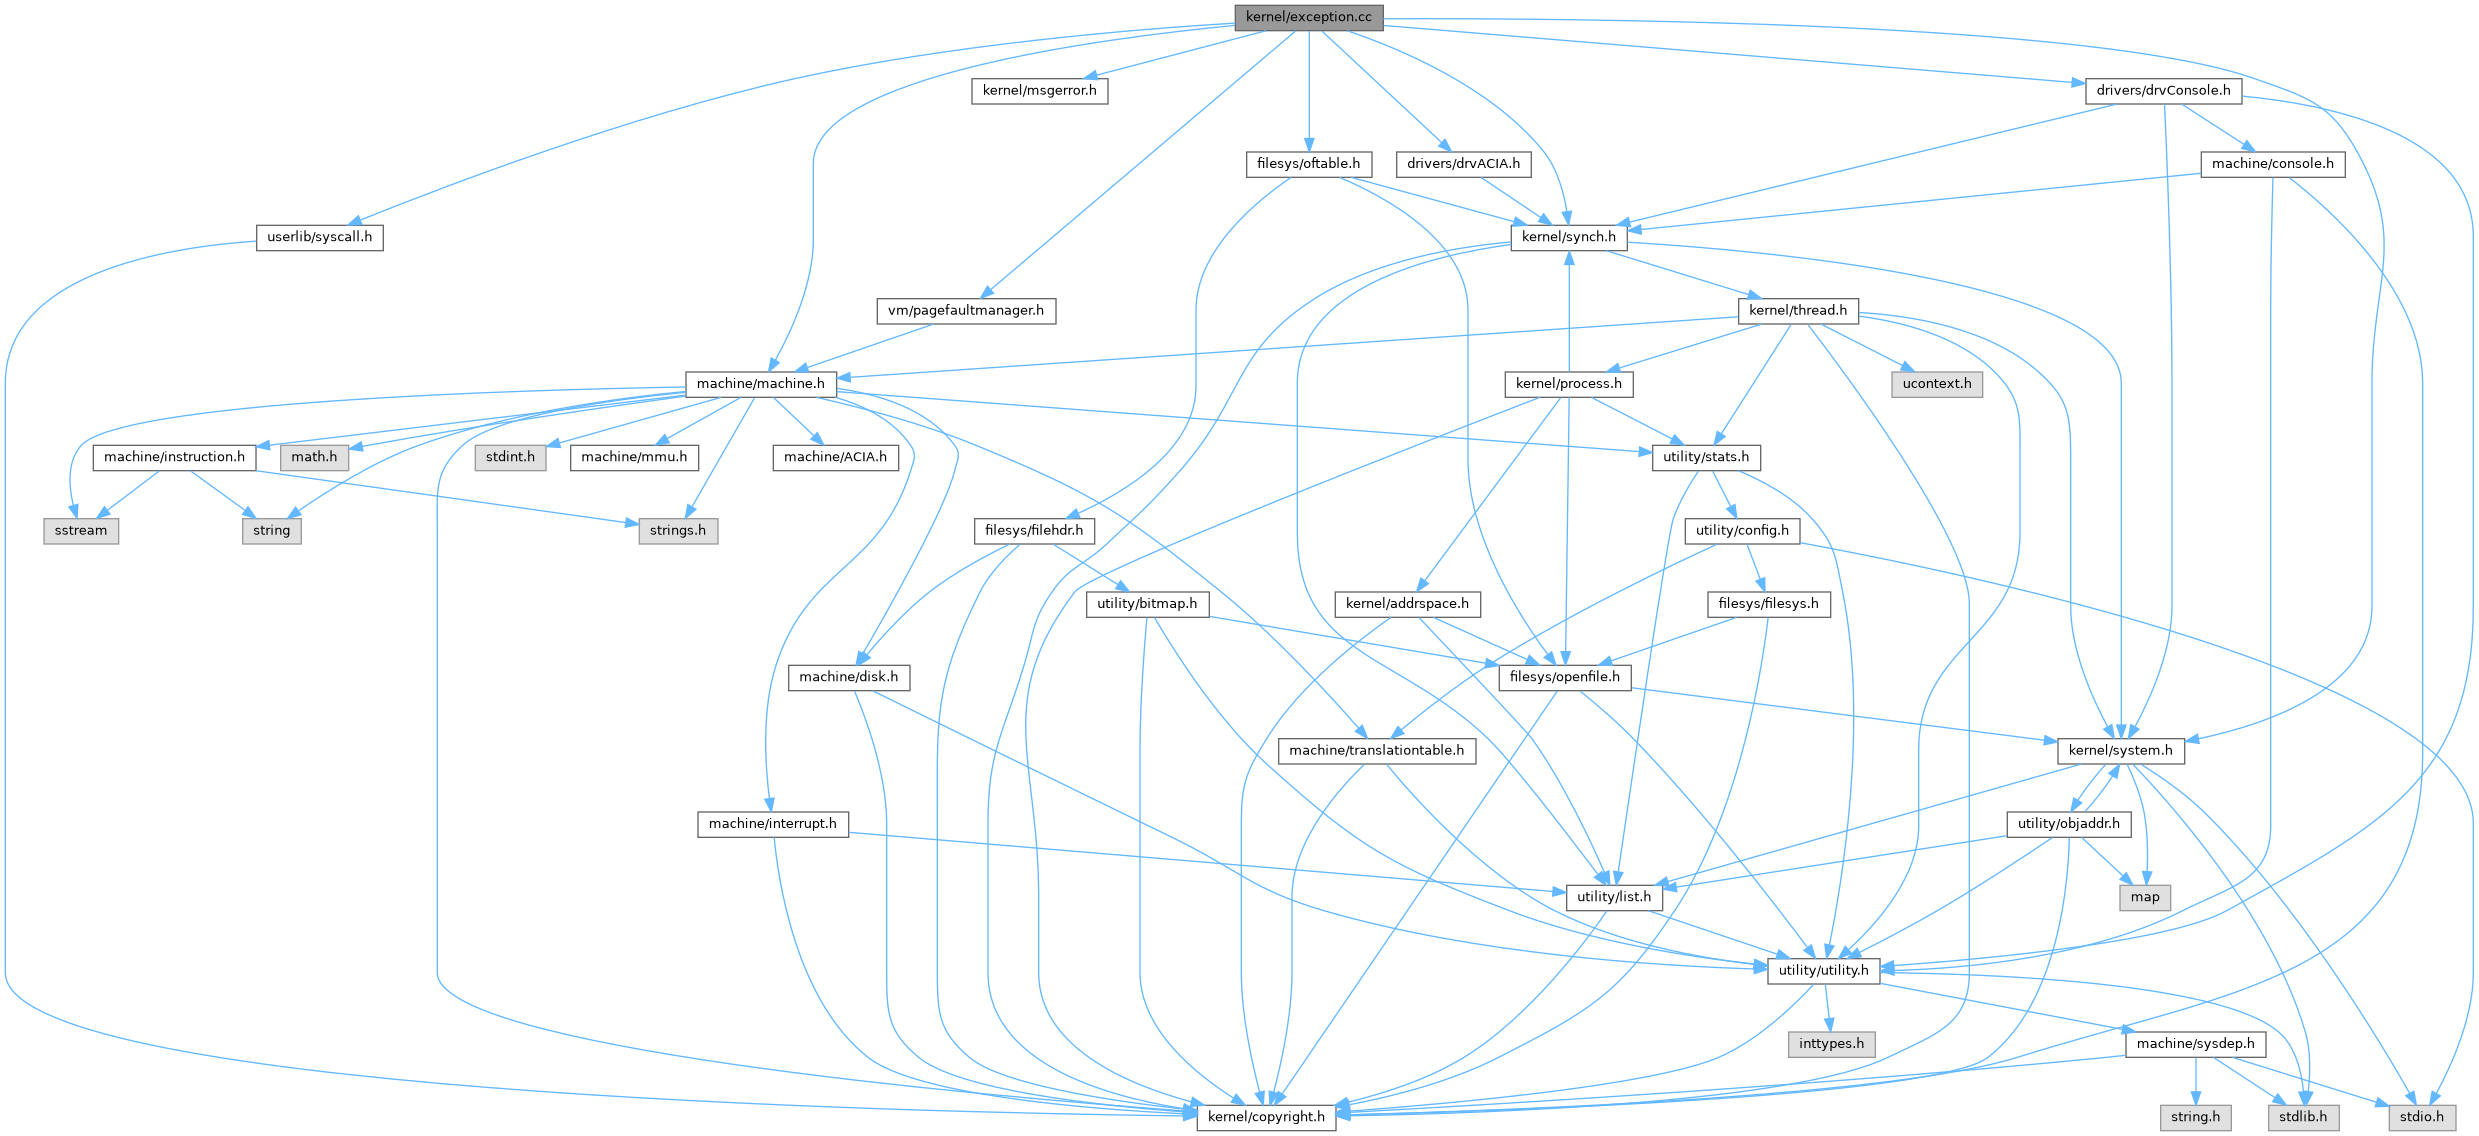 kernel/exception.cc
kernel/msgerror.h
drivers/drvConsole.h
filesys/oftable.h
drivers/drvACIA.h
machine/console.h
userlib/syscall.h
kernel/synch.h
vm/pagefaultmanager.h
kernel/thread.h
machine/machine.h
kernel/process.h
ucontext.h
machine/instruction.h
math.h
stdint.h
machine/mmu.h
machine/ACIA.h
utility/stats.h
sstream
string
strings.h
filesys/filehdr.h
utility/config.h
utility/bitmap.h
kernel/addrspace.h
filesys/filesys.h
machine/disk.h
filesys/openfile.h
machine/translationtable.h
kernel/system.h
machine/interrupt.h
utility/objaddr.h
utility/list.h
map
utility/utility.h
inttypes.h
machine/sysdep.h
kernel/copyright.h
string.h
stdlib.h
stdio.h